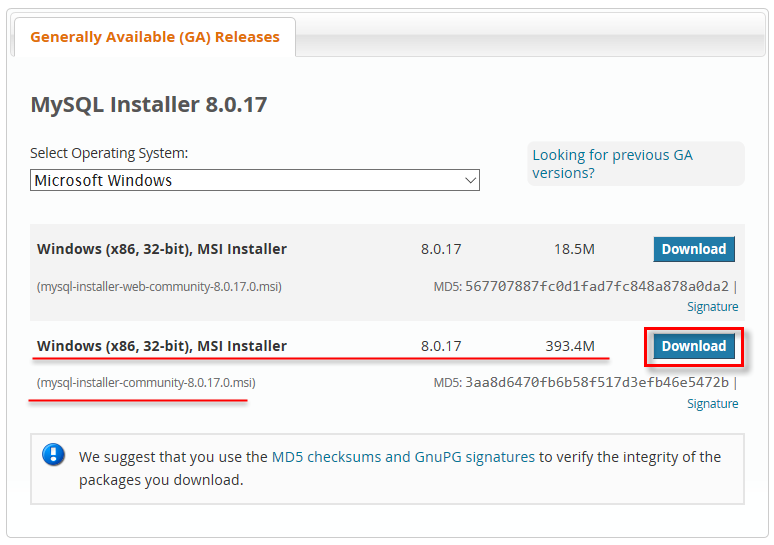 Generally Available (GA) Releases
MySQL Installer 8.0.17
Select Operating System:
Looking for previous GA
versions?
Microsoft Windows
Windows (x86, 32-bit), MSI Installer 8.0.17 18.5M Download
(mysql-installer-web-community-8.0.17.0.msi) MD5: 567707887fc0d1fad7fc848a878a0da2 |
Signature
Windows (x86, 32-bit), MSI Installer 8.0.17 393.4M Download
(mysql-installer-community-8.0.17.0.msi) MD5: 3aa8d6470fb6b58f517d3efb46e5472b |
Signature
We suggest that you use the MD5 checksums and GnuPG signatures to verify the integrity of the
packages you download.